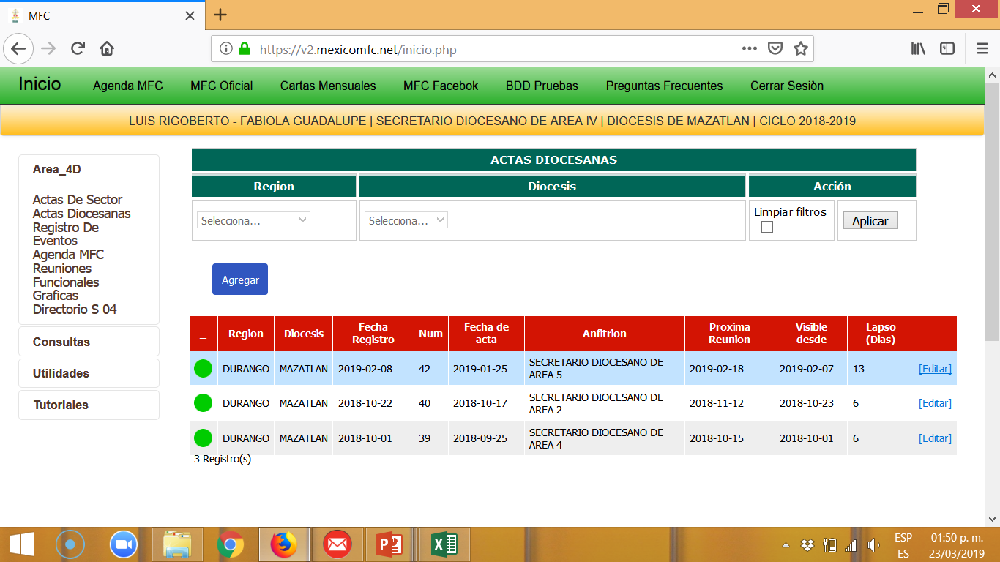 MFC
https://v2.mexicomfc.net/inicio.php
Inicio Agenda MFC MFC Oficial Cartas Mensuales MFC Facebok BDD Pruebas Preguntas Frecuentes Cerrar Sesiòn
LUIS RIGOBERTO - FABIOLA GUADALUPE | SECRETARIO DIOCESANO DE AREA IV | DIOCESIS DE MAZATLAN | CICLO 2018-2019
Area_4D
Actas De Sector
Actas Diocesanas
Registro De
Eventos
Agenda MFC
Reuniones
Funcionales
Graficas
Directorio S 04
Consultas
Utilidades
Tutoriales
ACTAS DIOCESANAS
Region Diocesis Acción
Selecciona... Selecciona... Limpiar filtros Aplicar
Agregar
_ Region Diocesis Fecha Registro Num Fecha de acta Anfitrion Proxima Reunion Visible desde Lapso (Dias)
DURANGO MAZATLAN 2019-02-08 42 2019-01-25 SECRETARIO DIOCESANO DE AREA 5 2019-02-18 2019-02-07 13 [Editar]
DURANGO MAZATLAN 2018-10-22 40 2018-10-17 SECRETARIO DIOCESANO DE AREA 2 2018-11-12 2018-10-23 6 [Editar]
DURANGO MAZATLAN 2018-10-01 39 2018-09-25 SECRETARIO DIOCESANO DE AREA 4 2018-10-15 2018-10-01 6 [Editar]
3 Registro(s)
ESP 01:50 p. m.
ES 23/03/2019